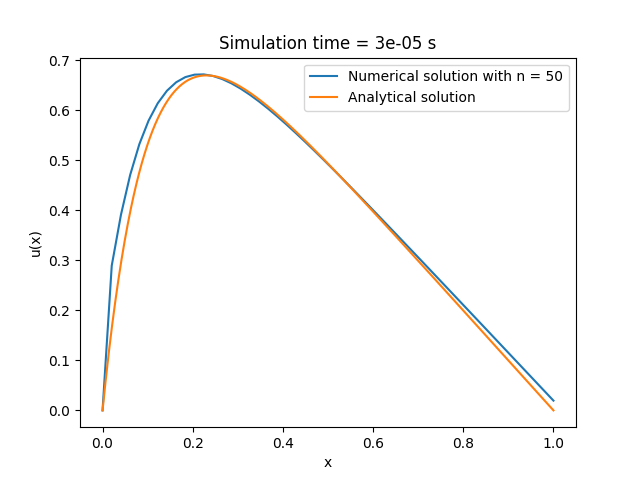 Simulation time = 3e-05 s
Numerical solution with n = 50
Analytical solution
u(x)
0.7
0.6
0.5
0.4
0.3
0.2
0.1
0.0
0.0 0.2 0.4 0.6 0.8 1.0
x